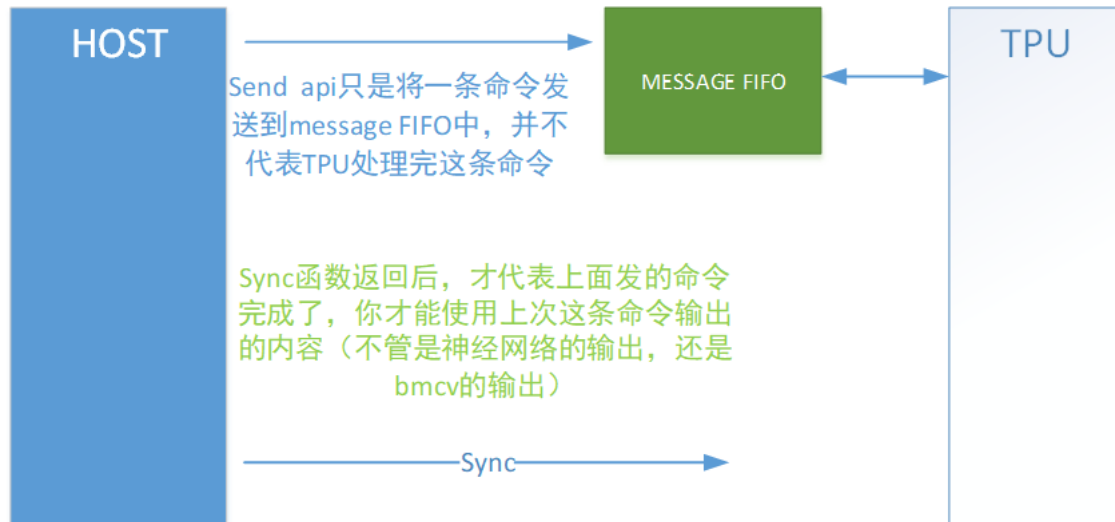 HOST
MESSAGE FIFO
TPU
Send api只是将一条命令发
送到message FIFO中，并不
代表TPU处理完这条命令
Sync函数返回后，才代表上面发的命令
完成了，你才能使用上次这条命令输出
的内容（不管是神经网络的输出，还是
bmcv的输出）
Sync